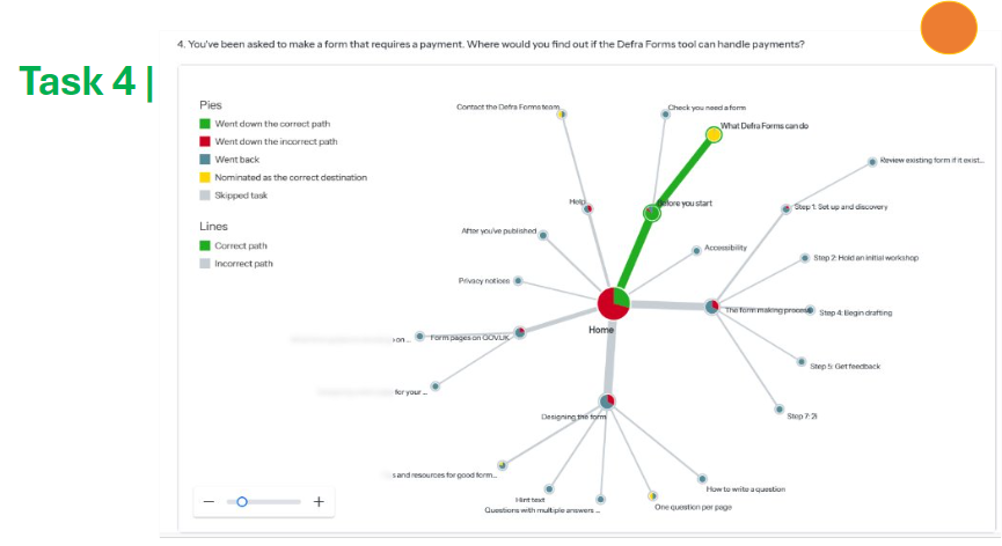 4. You've been asked to make a form that requires a payment. Where would you find out if the Defra Forms tool can handle payments?
Task 4 |
Pies
Went down the correct path
Went down the incorrect path
Went back
Nominated as the correct destination
Skipped task
Lines
Correct path
Incorrect path
Contact the Defra Forms team
Check you need a form
What Defra Forms can do
Review existing form if it exist...
Help
Before you start
Step 1: Set up and discovery
After you've published
Accessibility
Step 2: Hold an initial workshop
Privacy notices
The form making process
Step 4: Begin drafting
Home
on ...
Form pages on GOV.UK
Step 5: Get feedback
for your ...
Designing the form
Step 7: 2i
s and resources for good form...
How to write a question
Hint text
One question per page
Questions with multiple answers ...
− +